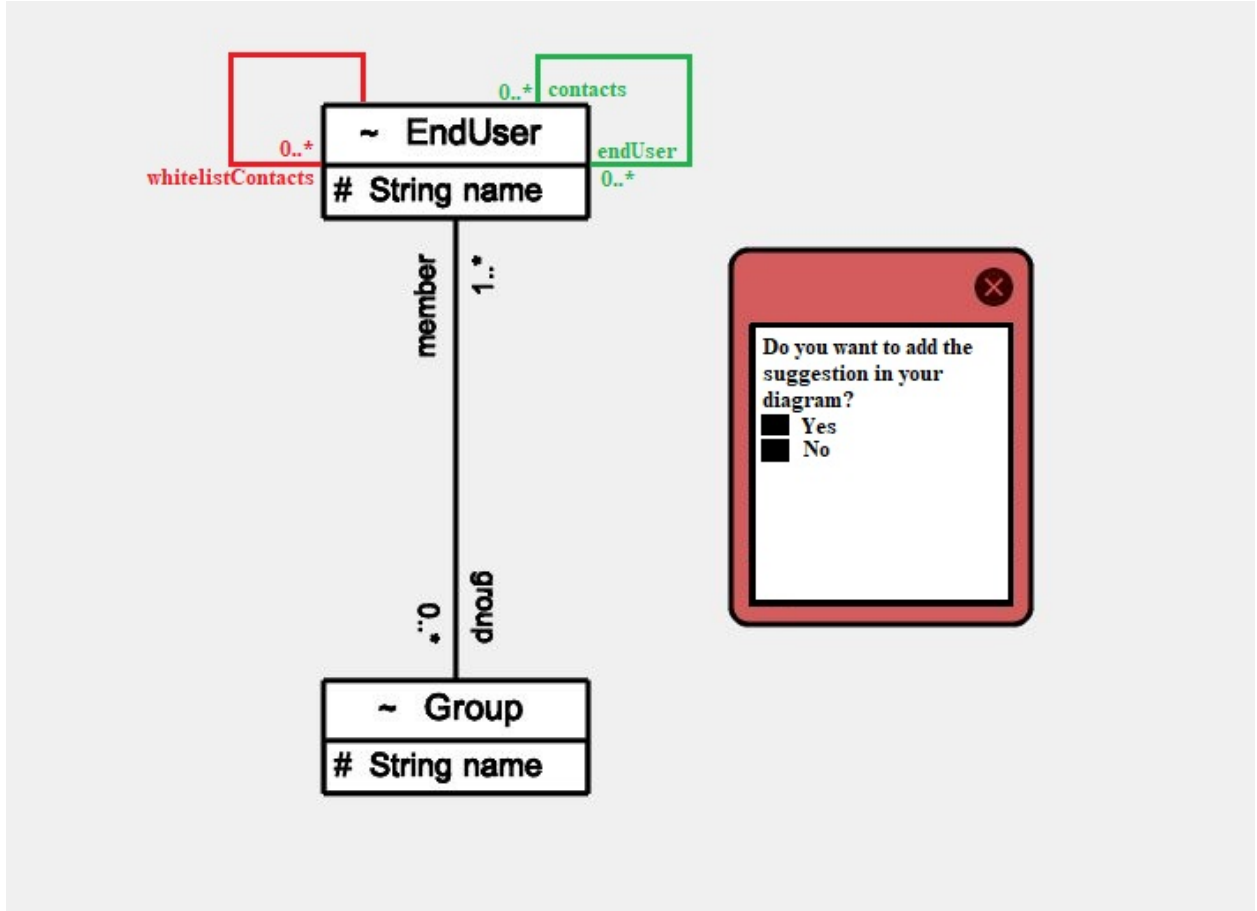 0..* contacts
~ EndUser
0..*
endUser
whitelistContacts
# String name
0..*
member
1..*
Do you want to add the
suggestion in your
diagram?
Yes
No
0..*
group
~ Group
# String name